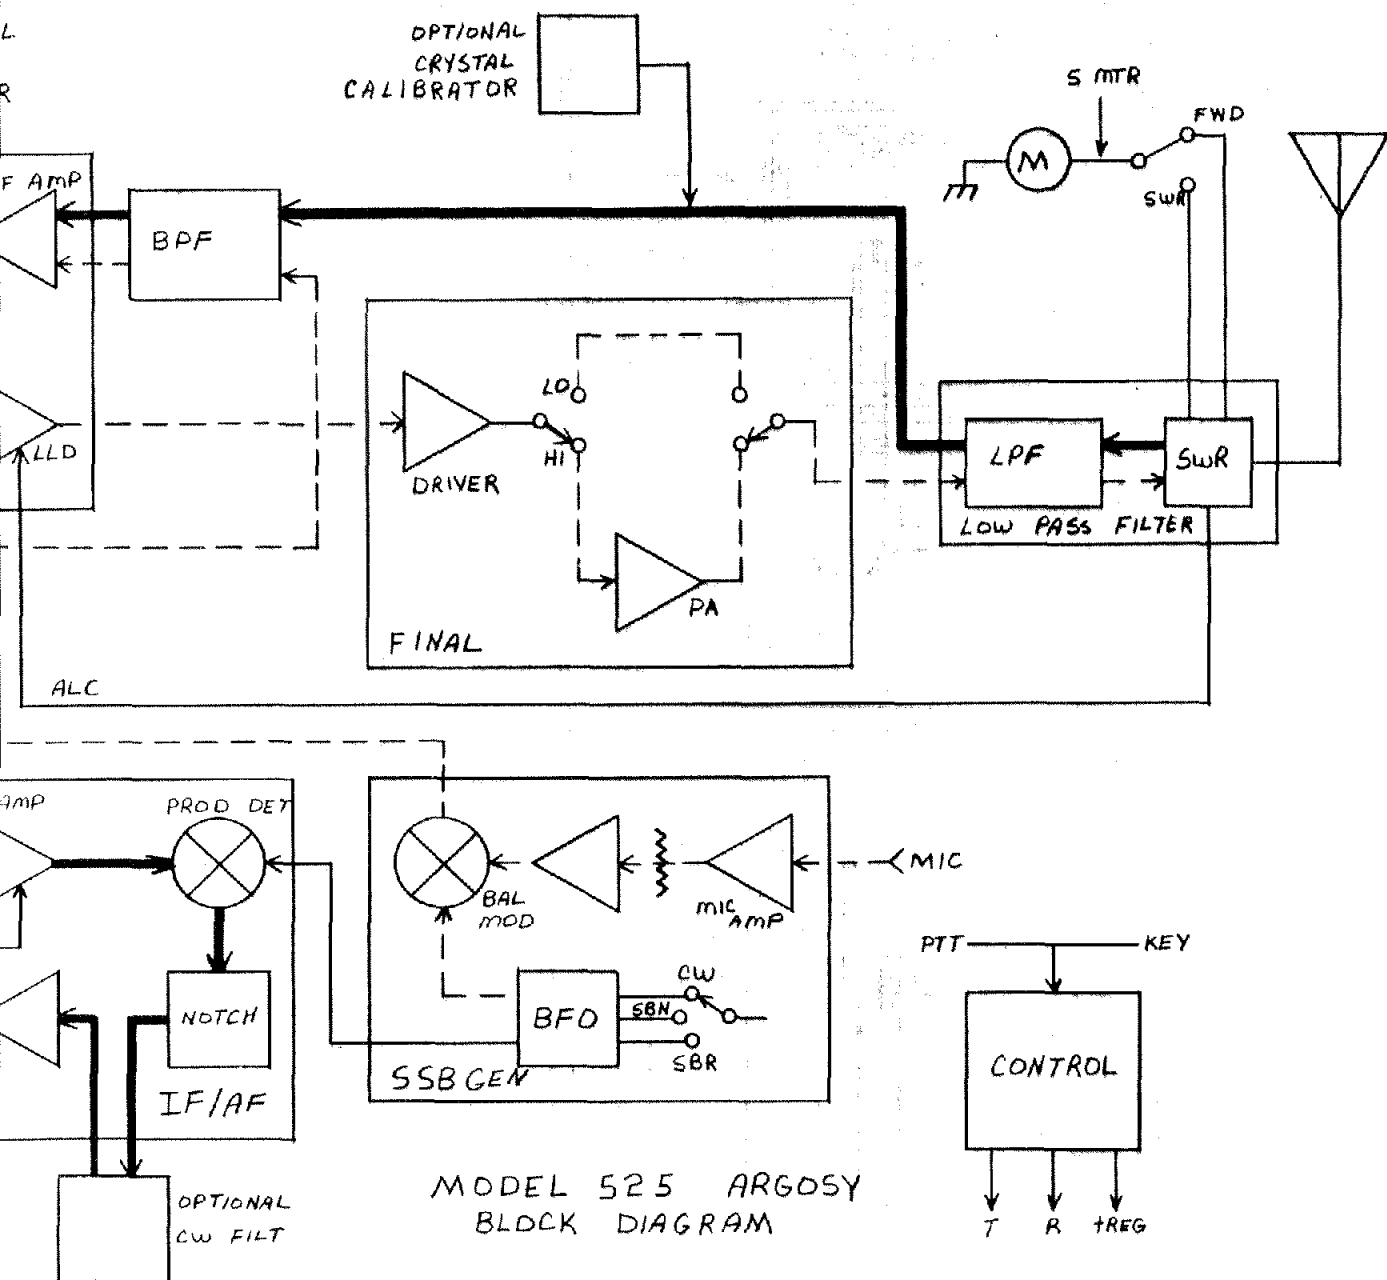 L
R
OPTIONAL
CRYSTAL
CALIBRATOR
S MTR
FWD
M
SWR
F AMP
BPF
LO
HI
LLD
DRIVER
PA
FINAL
LPF
SWR
LOW PASS FILTER
ALC
AMP
PROD DET
MIC
BAL
MOD
MIC
AMP
PTT
KEY
CW
SBN
SBR
BFO
NOTCH
SSB GEN
IF/AF
CONTROL
MODEL 525 ARGOSY
BLOCK DIAGRAM
OPTIONAL
CW FILT
T
R
+REG